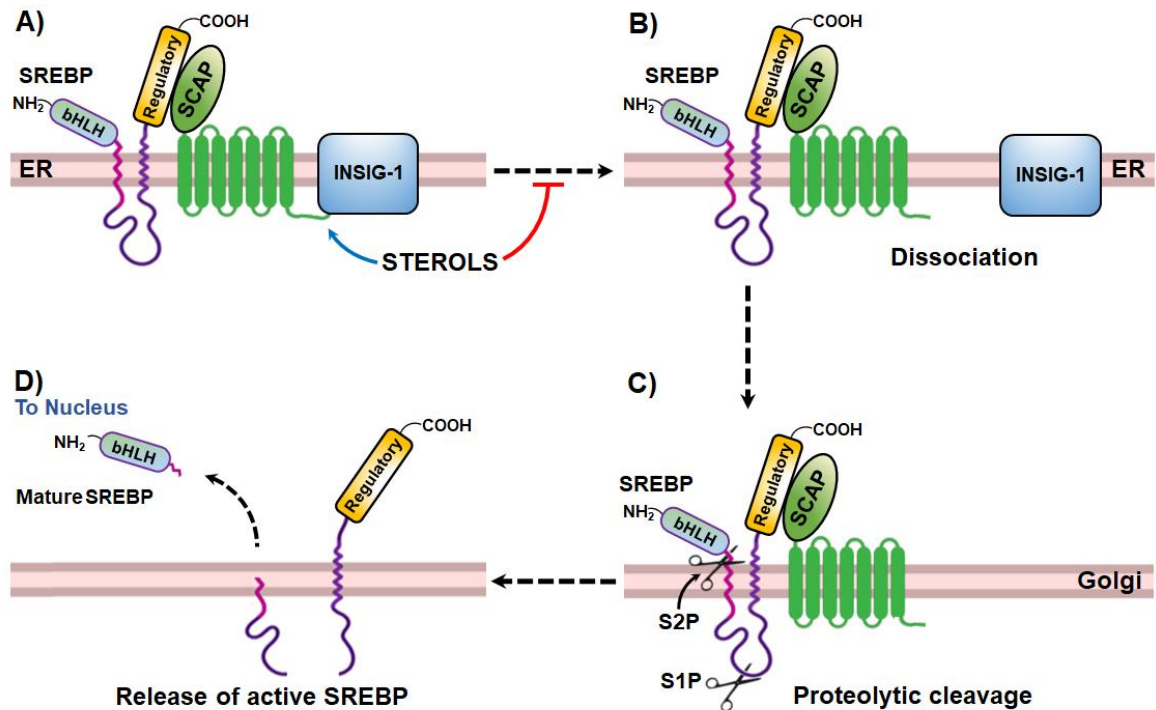 A)
COOH
SREBP
Regulatory
SCAP
NH2
bHLH
ER
INSIG-1
STEROLS
B)
COOH
SREBP
Regulatory
SCAP
NH2
bHLH
INSIG-1
ER
Dissociation
C)
COOH
SREBP
Regulatory
SCAP
NH2
bHLH
Golgi
S2P
S1P
Proteolytic cleavage
D)
To Nucleus
COOH
NH2
bHLH
Regulatory
Mature SREBP
Release of active SREBP